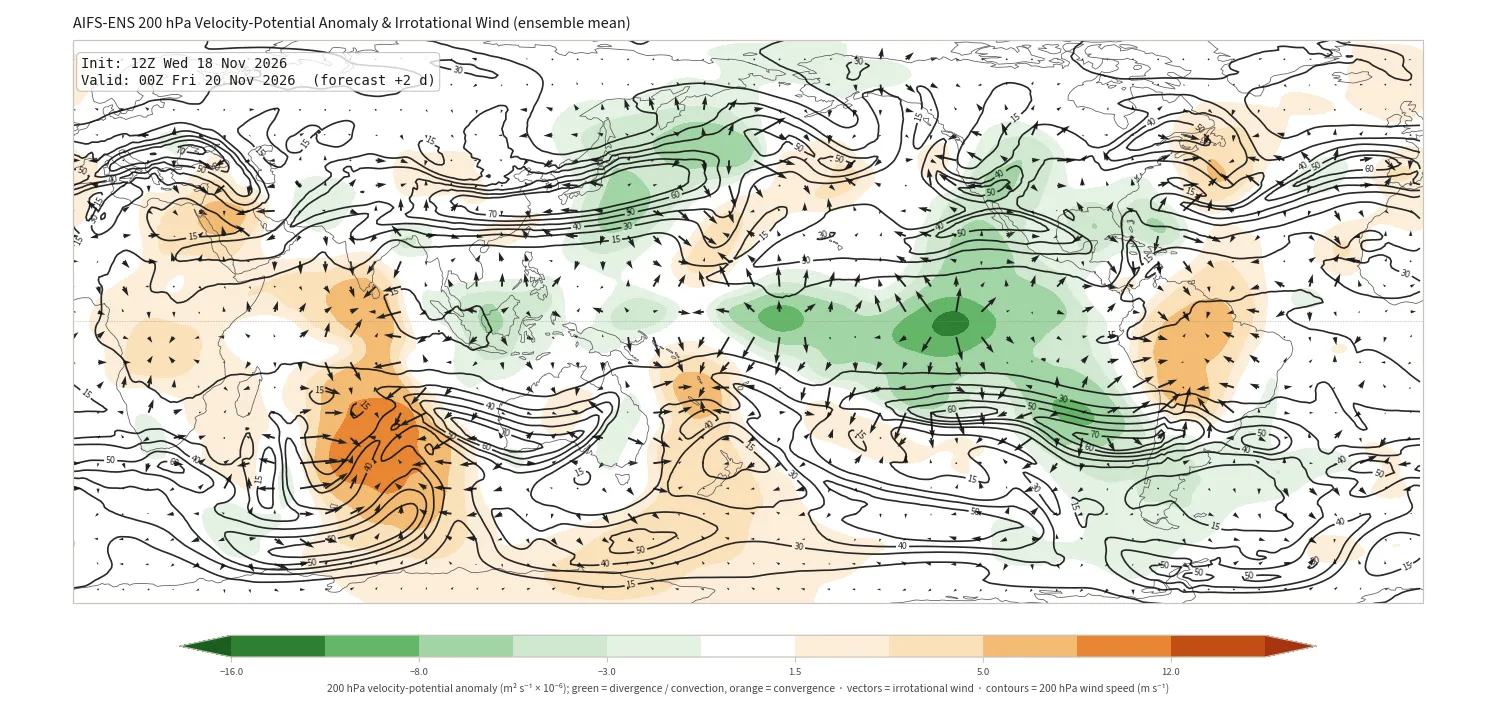 AIFS-ENS 200 hPa Velocity-Potential Anomaly & Irrotational Wind (ensemble mean)
Init: 12Z Wed 18 Nov 2026
Valid: 00Z Fri 20 Nov 2026  (forecast +2 d)
−16.0 −8.0 −3.0 1.5 5.0 12.0
200 hPa velocity-potential anomaly (m² s⁻¹ × 10⁻⁶); green = divergence / convection, orange = convergence · vectors = irrotational wind · contours = 200 hPa wind speed (m s⁻¹)